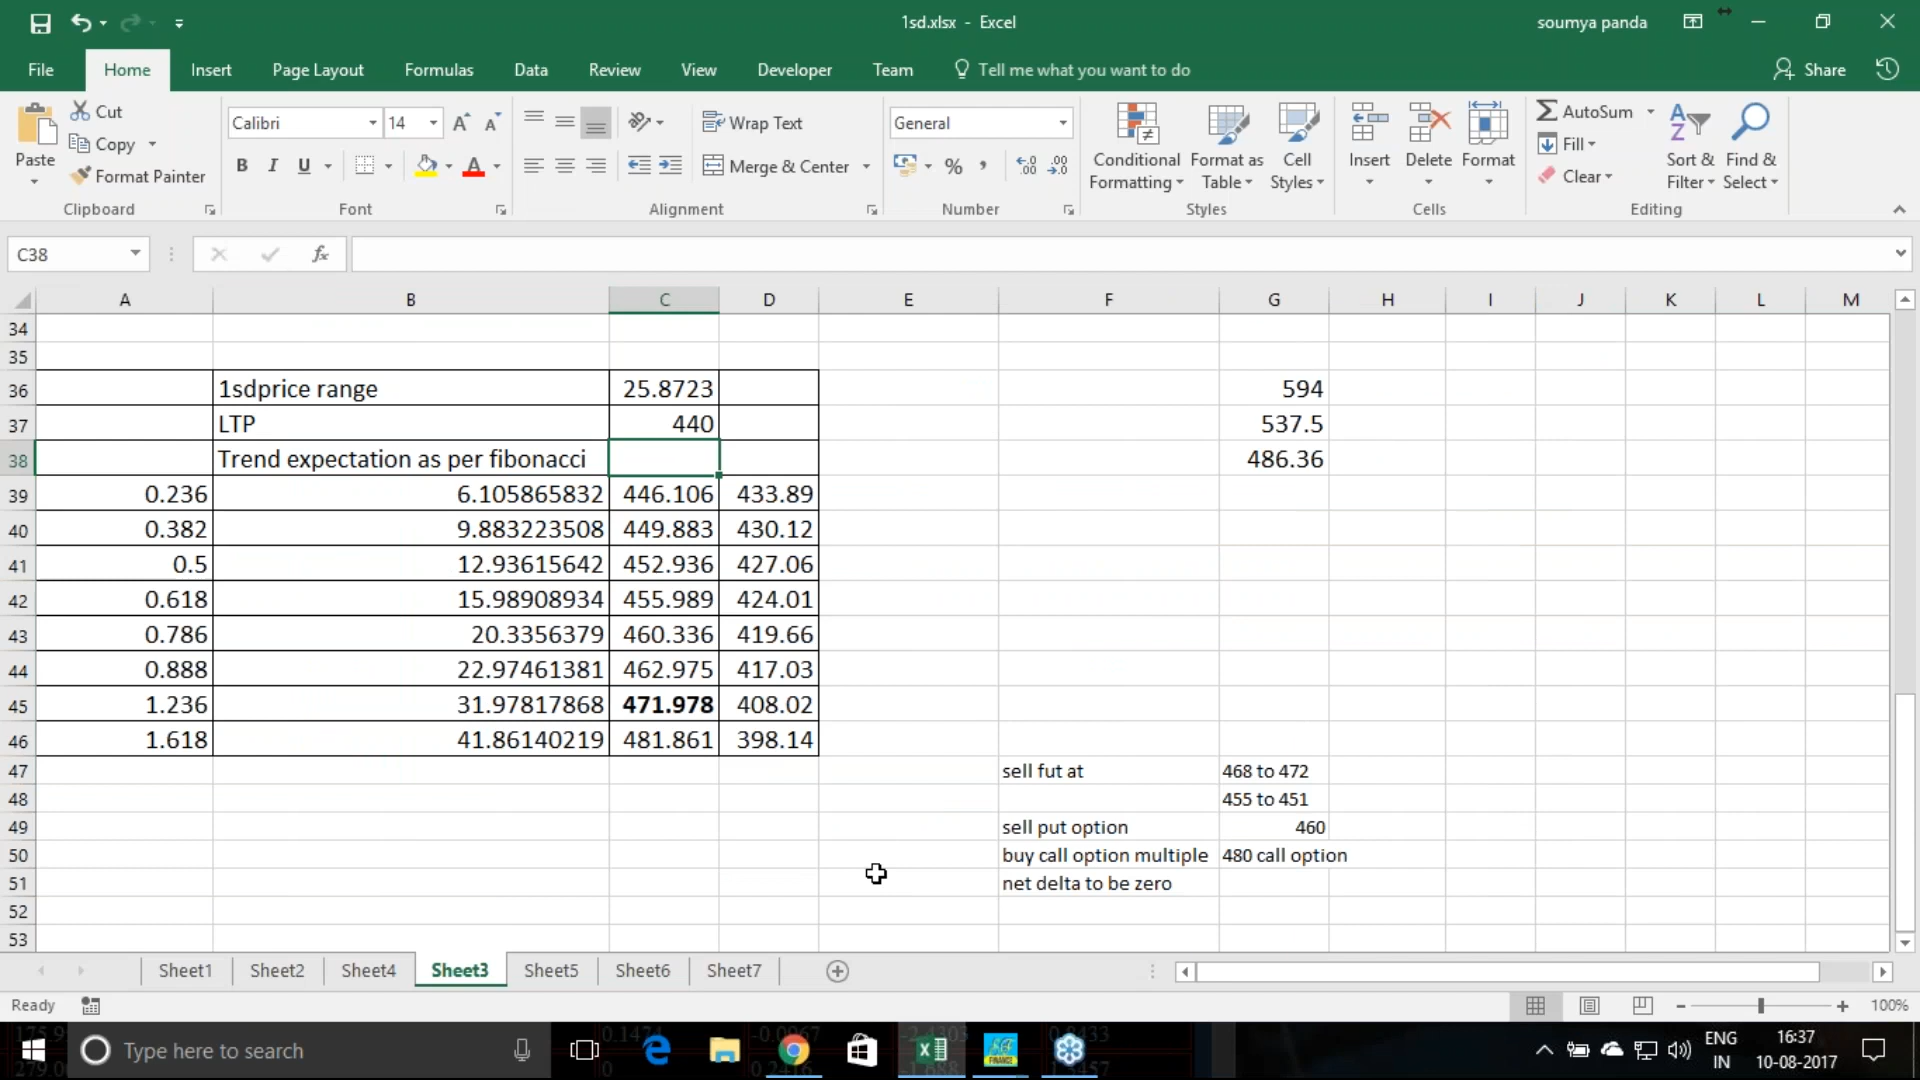 1sd.xlsx - Excel
soumya panda
File Home Insert Page Layout Formulas Data Review View Developer Team Tell me what you want to do Share
Paste Cut Copy Format Painter Clipboard
Calibri 14 B I U Font
Wrap Text Merge & Center Alignment
General % Number
Conditional Formatting Format as Table Cell Styles Styles
Insert Delete Format Cells
AutoSum Fill Clear Sort & Filter Find & Select Editing
C38 fx
A B C D E F G H I J K L M
34
35
36 1sdprice range 25.8723 594
37 LTP 440 537.5
38 Trend expectation as per fibonacci 486.36
39 0.236 6.105865832 446.106 433.89
40 0.382 9.883223508 449.883 430.12
41 0.5 12.93615642 452.936 427.06
42 0.618 15.98908934 455.989 424.01
43 0.786 20.3356379 460.336 419.66
44 0.888 22.97461381 462.975 417.03
45 1.236 31.97817868 471.978 408.02
46 1.618 41.86140219 481.861 398.14
47 sell fut at 468 to 472
48 455 to 451
49 sell put option 460
50 buy call option multiple 480 call option
51 net delta to be zero
52
53
Sheet1 Sheet2 Sheet4 Sheet3 Sheet5 Sheet6 Sheet7
Ready 100%
Type here to search
ENG 16:37
IN 10-08-2017